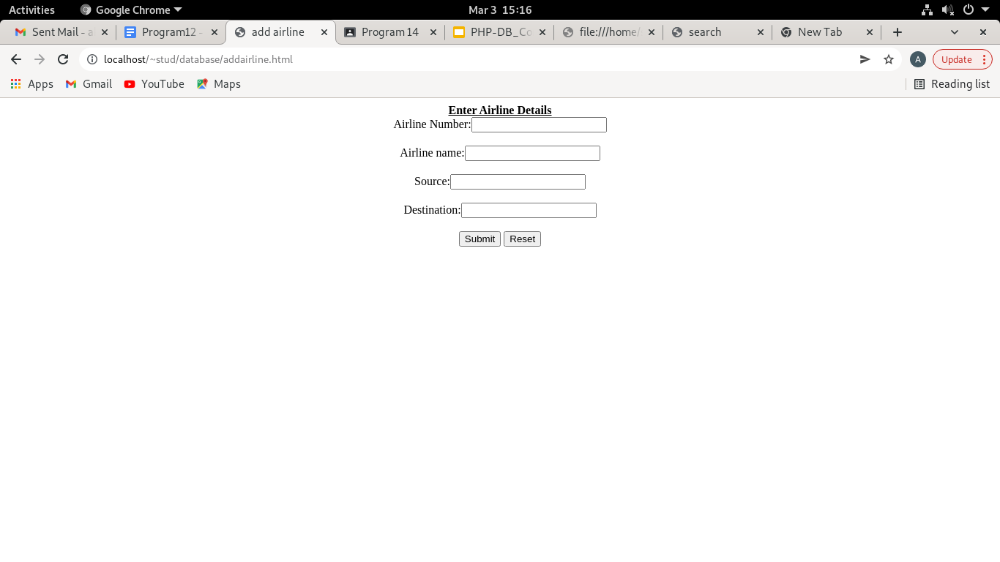 Activities Google Chrome Mar 3 15:16
Sent Mail - a Program12 - add airline Program 14 PHP-DB_Co file:///home/ search New Tab
localhost/~stud/database/addairline.html A Update
Apps Gmail YouTube Maps Reading list
Enter Airline Details
Airline Number:
Airline name:
Source:
Destination:
Submit Reset